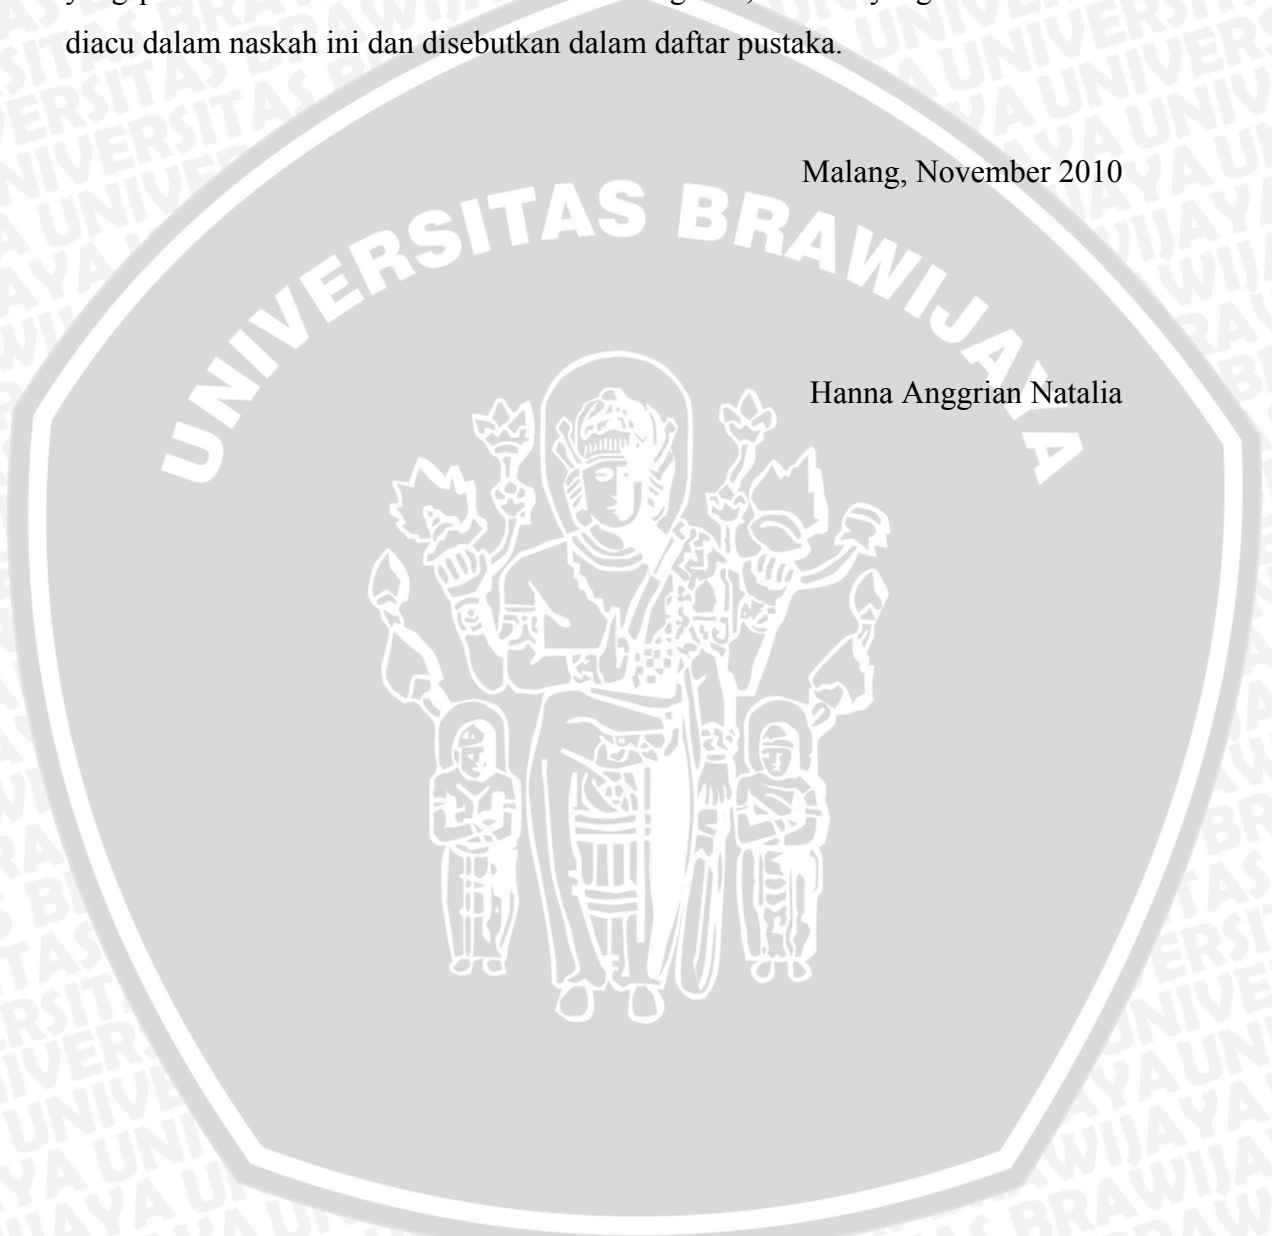 diacu dalam naskah ini dan disebutkan dalam daftar pustaka.
Malang, November 2010
UNIVERSITAS BRAWIJAYA
Hanna Anggrian Natalia